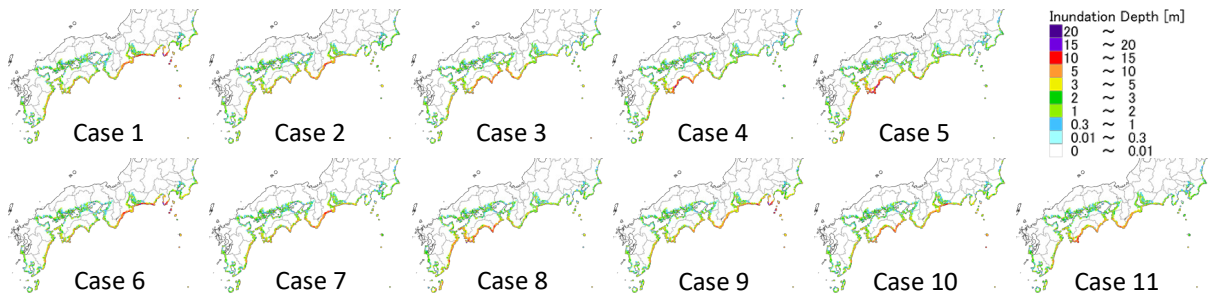 Case 1
Case 2
Case 3
Case 4
Case 5
Inundation Depth [m]
20 ～
15 ～ 20
10 ～ 15
5 ～ 10
3 ～ 5
2 ～ 3
1 ～ 2
0.3 ～ 1
0.01 ～ 0.3
0 ～ 0.01
Case 6
Case 7
Case 8
Case 9
Case 10
Case 11